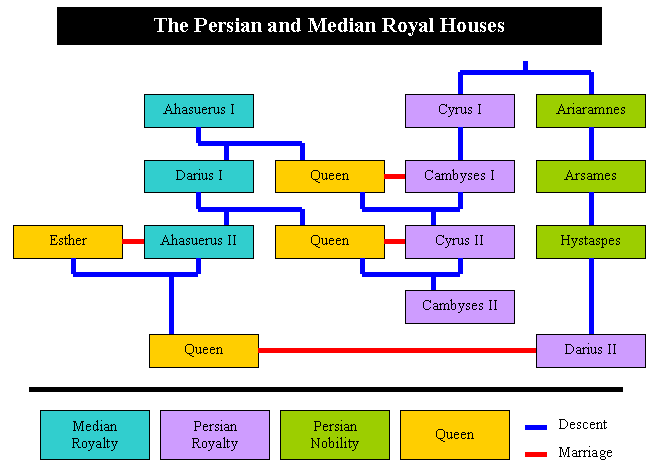 The Persian and Median Royal Houses
Ahasuerus I
Cyrus I
Ariaramnes
Darius I
Queen
Cambyses I
Arsames
Esther
Ahasuerus II
Queen
Cyrus II
Hystaspes
Cambyses II
Queen
Darius II
Median
Royalty
Persian
Royalty
Persian
Nobility
Queen
Descent
Marriage